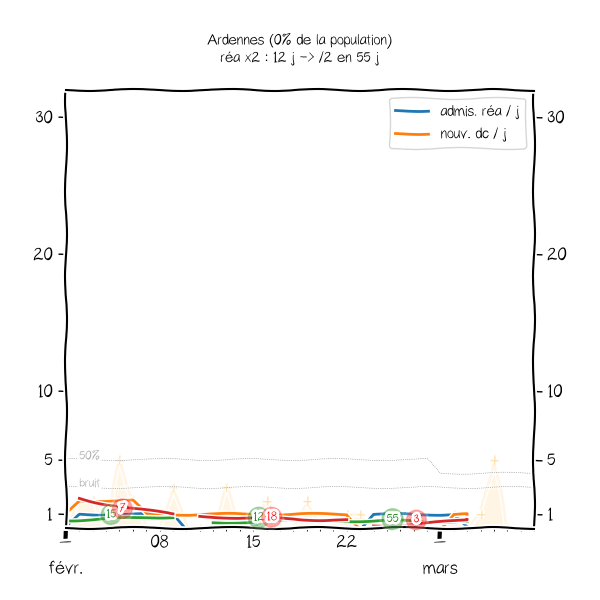 Ardennes (0% de la population)
réa x2 : 12 j -> /2 en 55 j
admis. réa / j
nouv. dc / j
30 30
20 20
10 10
50%
5 5
bruit
7
15 12 18 55 3
1 1
08 15 22
févr. mars